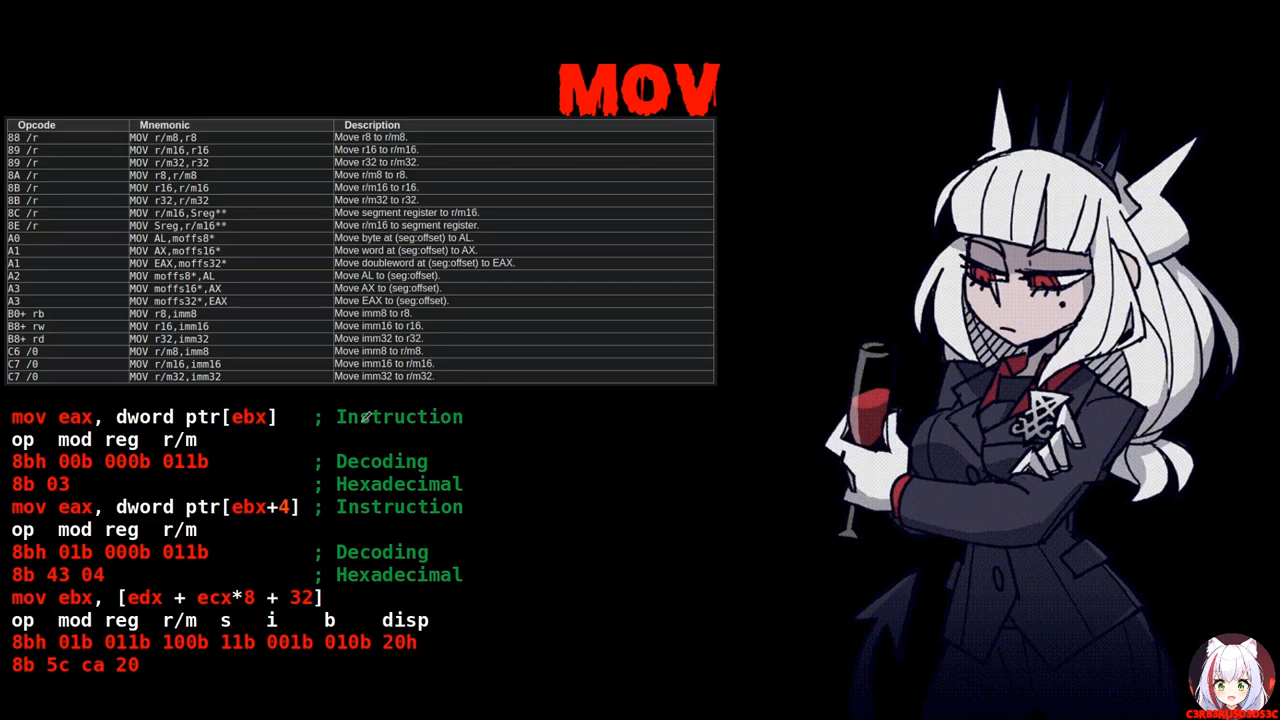 MOV
Opcode Mnemonic Description
88 /r MOV r/m8,r8 Move r8 to r/m8.
89 /r MOV r/m16,r16 Move r16 to r/m16.
89 /r MOV r/m32,r32 Move r32 to r/m32.
8A /r MOV r8,r/m8 Move r/m8 to r8.
8B /r MOV r16,r/m16 Move r/m16 to r16.
8B /r MOV r32,r/m32 Move r/m32 to r32.
8C /r MOV r/m16,Sreg** Move segment register to r/m16.
8E /r MOV Sreg,r/m16** Move r/m16 to segment register.
A0 MOV AL,moffs8* Move byte at (seg:offset) to AL.
A1 MOV AX,moffs16* Move word at (seg:offset) to AX.
A1 MOV EAX,moffs32* Move doubleword at (seg:offset) to EAX.
A2 MOV moffs8*,AL Move AL to (seg:offset).
A3 MOV moffs16*,AX Move AX to (seg:offset).
A3 MOV moffs32*,EAX Move EAX to (seg:offset).
B0+ rb MOV r8,imm8 Move imm8 to r8.
B8+ rw MOV r16,imm16 Move imm16 to r16.
B8+ rd MOV r32,imm32 Move imm32 to r32.
C6 /0 MOV r/m8,imm8 Move imm8 to r/m8.
C7 /0 MOV r/m16,imm16 Move imm16 to r/m16.
C7 /0 MOV r/m32,imm32 Move imm32 to r/m32.
mov eax, dword ptr[ebx] ; Instruction
op mod reg r/m
8bh 00b 000b 011b ; Decoding
8b 03 ; Hexadecimal
mov eax, dword ptr[ebx+4] ; Instruction
op mod reg r/m
8bh 01b 000b 011b ; Decoding
8b 43 04 ; Hexadecimal
mov ebx, [edx + ecx*8 + 32]
op mod reg r/m s i b disp
8bh 01b 011b 100b 11b 001b 010b 20h
8b 5c ca 20